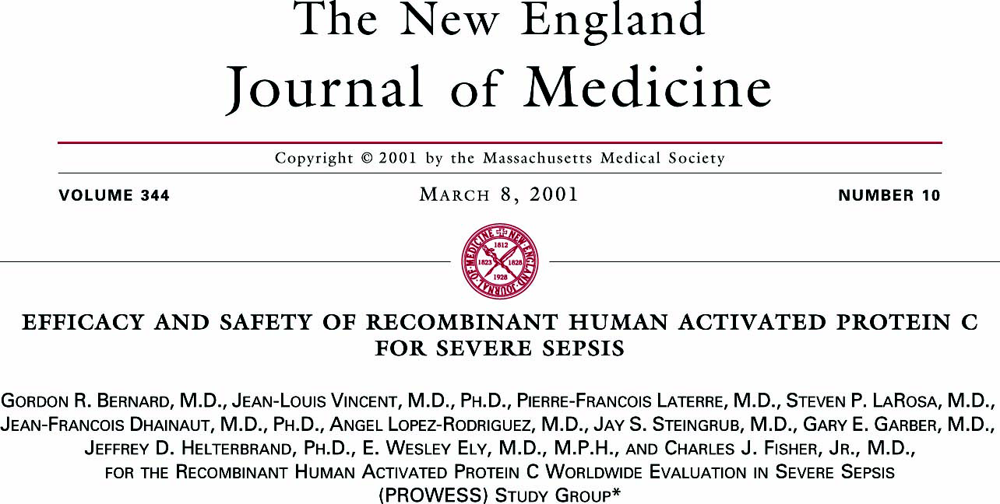 The New England
Journal of Medicine
Copyright © 2001 by the Massachusetts Medical Society
VOLUME 344 MARCH 8, 2001 NUMBER 10
NEW ENGLAND JOURNAL OF MEDICINE
1812
1823 1828
1928
EFFICACY AND SAFETY OF RECOMBINANT HUMAN ACTIVATED PROTEIN C
FOR SEVERE SEPSIS
GORDON R. BERNARD, M.D., JEAN-LOUIS VINCENT, M.D., PH.D., PIERRE-FRANCOIS LATERRE, M.D., STEVEN P. LAROSA, M.D.,
JEAN-FRANCOIS DHAINAUT, M.D., PH.D., ANGEL LOPEZ-RODRIGUEZ, M.D., JAY S. STEINGRUB, M.D., GARY E. GARBER, M.D.,
JEFFREY D. HELTERBRAND, PH.D., E. WESLEY ELY, M.D., M.P.H., AND CHARLES J. FISHER, JR., M.D.,
FOR THE RECOMBINANT HUMAN ACTIVATED PROTEIN C WORLDWIDE EVALUATION IN SEVERE SEPSIS
(PROWESS) STUDY GROUP*